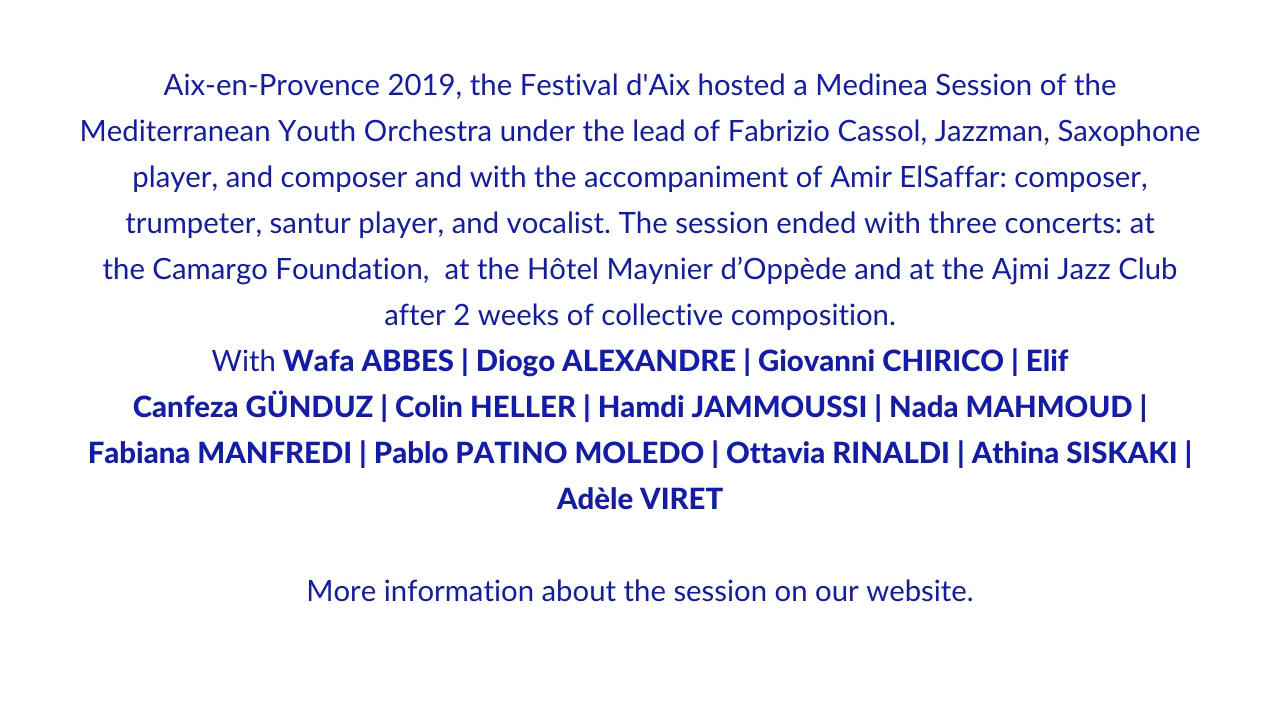 Aix-en-Provence 2019, the Festival d'Aix hosted a Medinea Session of the
Mediterranean Youth Orchestra under the lead of Fabrizio Cassol, Jazzman, Saxophone
player, and composer and with the accompaniment of Amir ElSaffar: composer,
trumpeter, santur player, and vocalist. The session ended with three concerts: at
the Camargo Foundation,  at the Hôtel Maynier d’Oppède and at the Ajmi Jazz Club
after 2 weeks of collective composition.
With Wafa ABBES | Diogo ALEXANDRE | Giovanni CHIRICO | Elif
Canfeza GÜNDUZ | Colin HELLER | Hamdi JAMMOUSSI | Nada MAHMOUD |
Fabiana MANFREDI | Pablo PATINO MOLEDO | Ottavia RINALDI | Athina SISKAKI |
Adèle VIRET
More information about the session on our website.